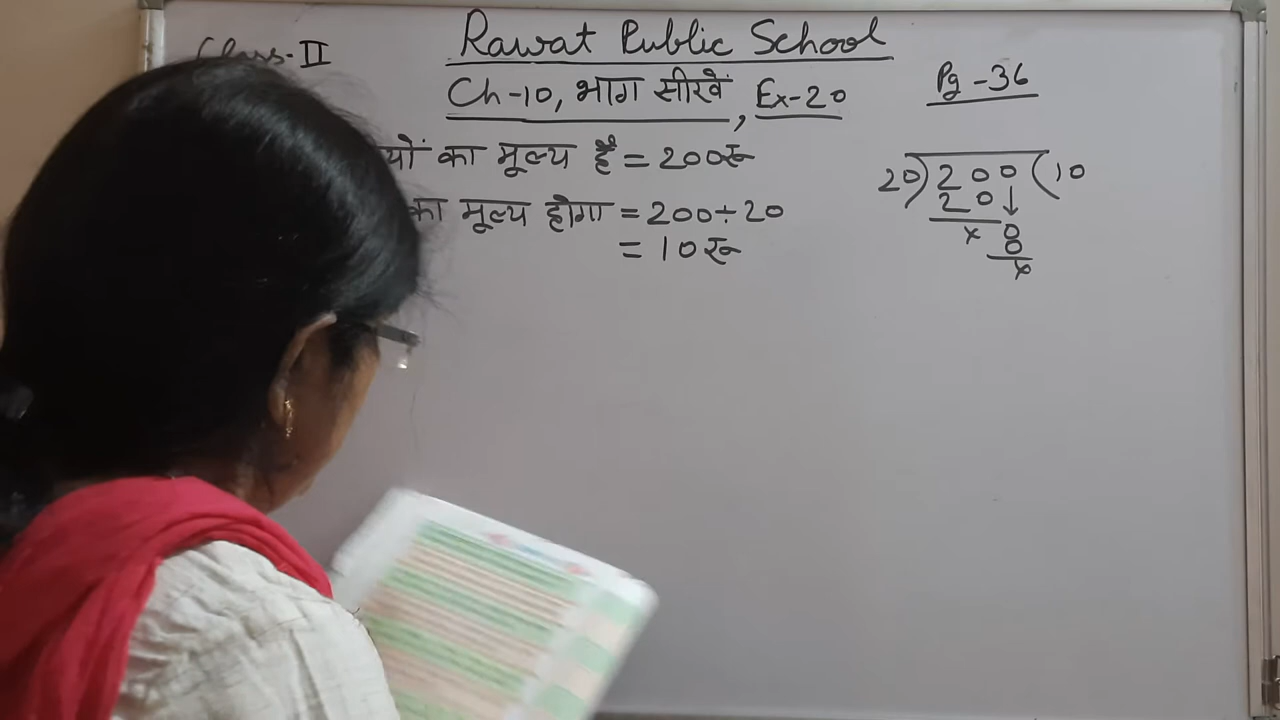 Class-II
Rawat Public School
Ch-10, भाग सीखें, Ex-20
Pg-36
का मूल्य है = 200रू
का मूल्य होगा = 200÷20
= 10रू
20)200(10
20↓
x 0
0
x